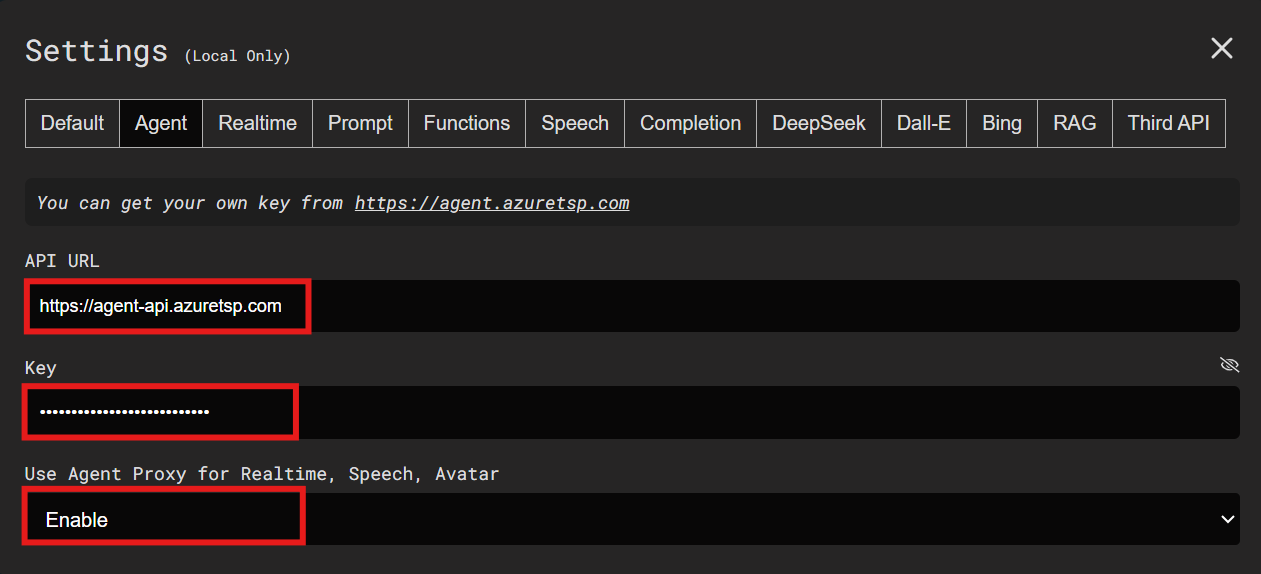 Settings (Local Only)
Default Agent Realtime Prompt Functions Speech Completion DeepSeek Dall-E Bing RAG Third API
You can get your own key from https://agent.azuretsp.com
API URL
https://agent-api.azuretsp.com
Key
•••••••••••••••••••••••••••
Use Agent Proxy for Realtime, Speech, Avatar
Enable